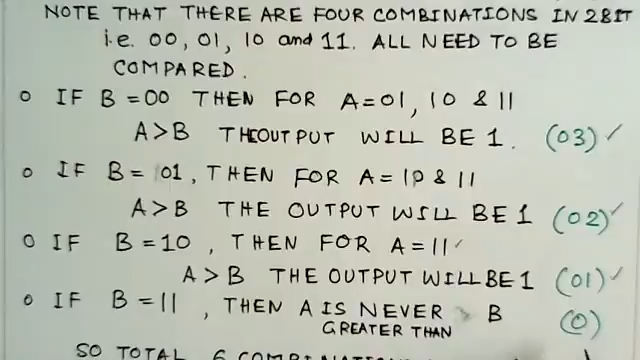 NOTE THAT THERE ARE FOUR COMBINATIONS IN 2BIT
i.e. 00, 01, 10 and 11. ALL NEED TO BE
COMPARED.
o IF B = 00 THEN FOR A=01, 10 & 11
A>B THE OUTPUT WILL BE 1. (03) ✓
o IF B = 01, THEN FOR A = 10 & 11
A>B THE OUTPUT WILL BE 1 (02) ✓
o IF B = 10, THEN FOR A = 11 ✓
A>B THE OUTPUT WILL BE 1 (01) ✓
o IF B = 11, THEN A IS NEVER B
GREATER THAN (0)
SO TOTAL 6